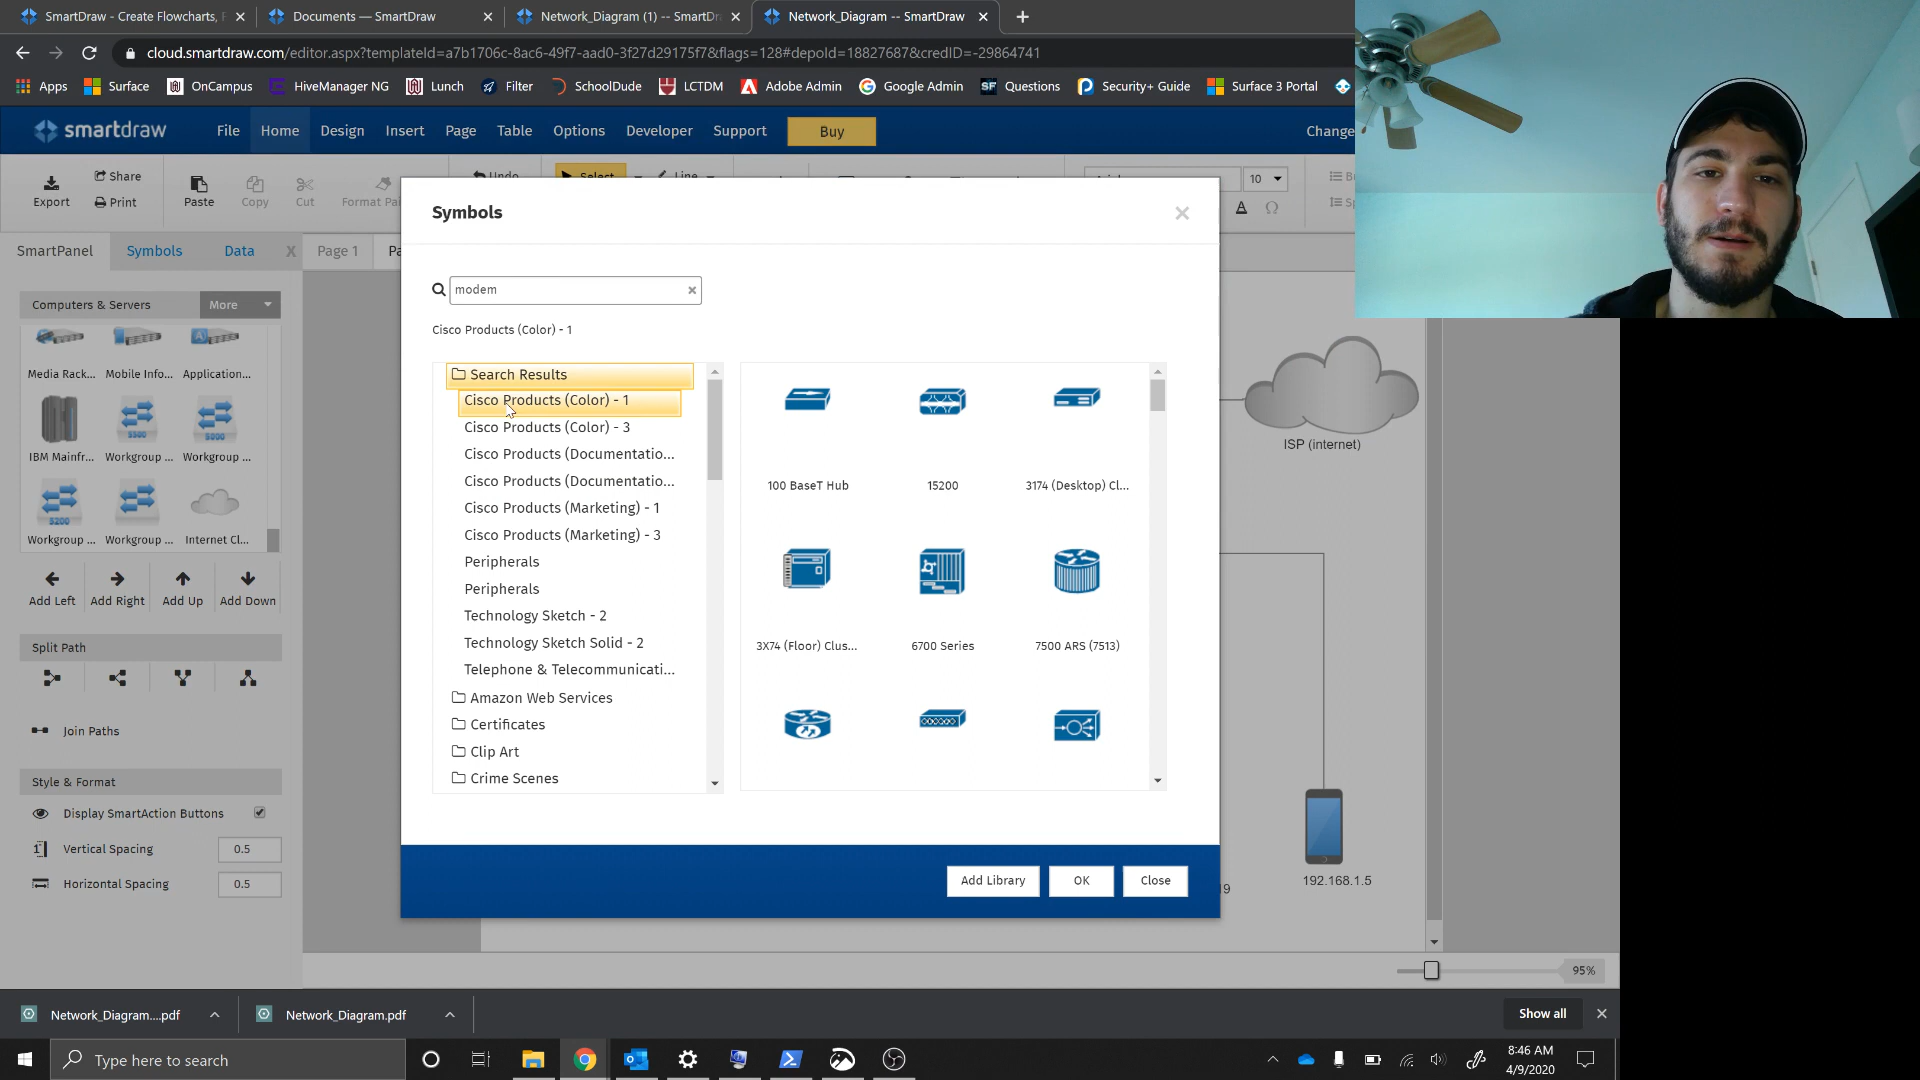 SmartDraw - Create Flowcharts, F
Documents — SmartDraw
Network_Diagram (1) -- SmartDr
Network_Diagram -- SmartDraw
cloud.smartdraw.com/editor.aspx?templateId=a7b1706c-8ac6-49f7-aad0-3f27d29175f7&flags=128#depoId=18827687&credID=-29864741
Apps Surface OnCampus HiveManager NG Lunch Filter SchoolDude LCTDM Adobe Admin Google Admin Questions Security+ Guide Surface 3 Portal
smartdraw File Home Design Insert Page Table Options Developer Support Buy Change
Export Share Print Paste Copy Cut Format Pa Undo Select Line 10
SmartPanel Symbols Data X Page 1 Pa
Symbols
modem
Cisco Products (Color) - 1
Computers & Servers More
Media Rack... Mobile Info... Application...
IBM Mainfr... Workgroup ... Workgroup ...
5500 5000
5200
Workgroup ... Workgroup ... Internet Cl...
Add Left Add Right Add Up Add Down
Split Path
Join Paths
Style & Format
Display SmartAction Buttons
Vertical Spacing 0.5
Horizontal Spacing 0.5
Search Results
Cisco Products (Color) - 1
Cisco Products (Color) - 3
Cisco Products (Documentatio...
Cisco Products (Documentatio...
Cisco Products (Marketing) - 1
Cisco Products (Marketing) - 3
Peripherals
Peripherals
Technology Sketch - 2
Technology Sketch Solid - 2
Telephone & Telecommunicati...
Amazon Web Services
Certificates
Clip Art
Crime Scenes
100 BaseT Hub 15200 3174 (Desktop) Cl...
3X74 (Floor) Clus... 6700 Series 7500 ARS (7513)
Add Library OK Close
ISP (internet)
19
192.168.1.5
95%
Network_Diagram....pdf
Network_Diagram.pdf
Show all
Type here to search
8:46 AM
4/9/2020